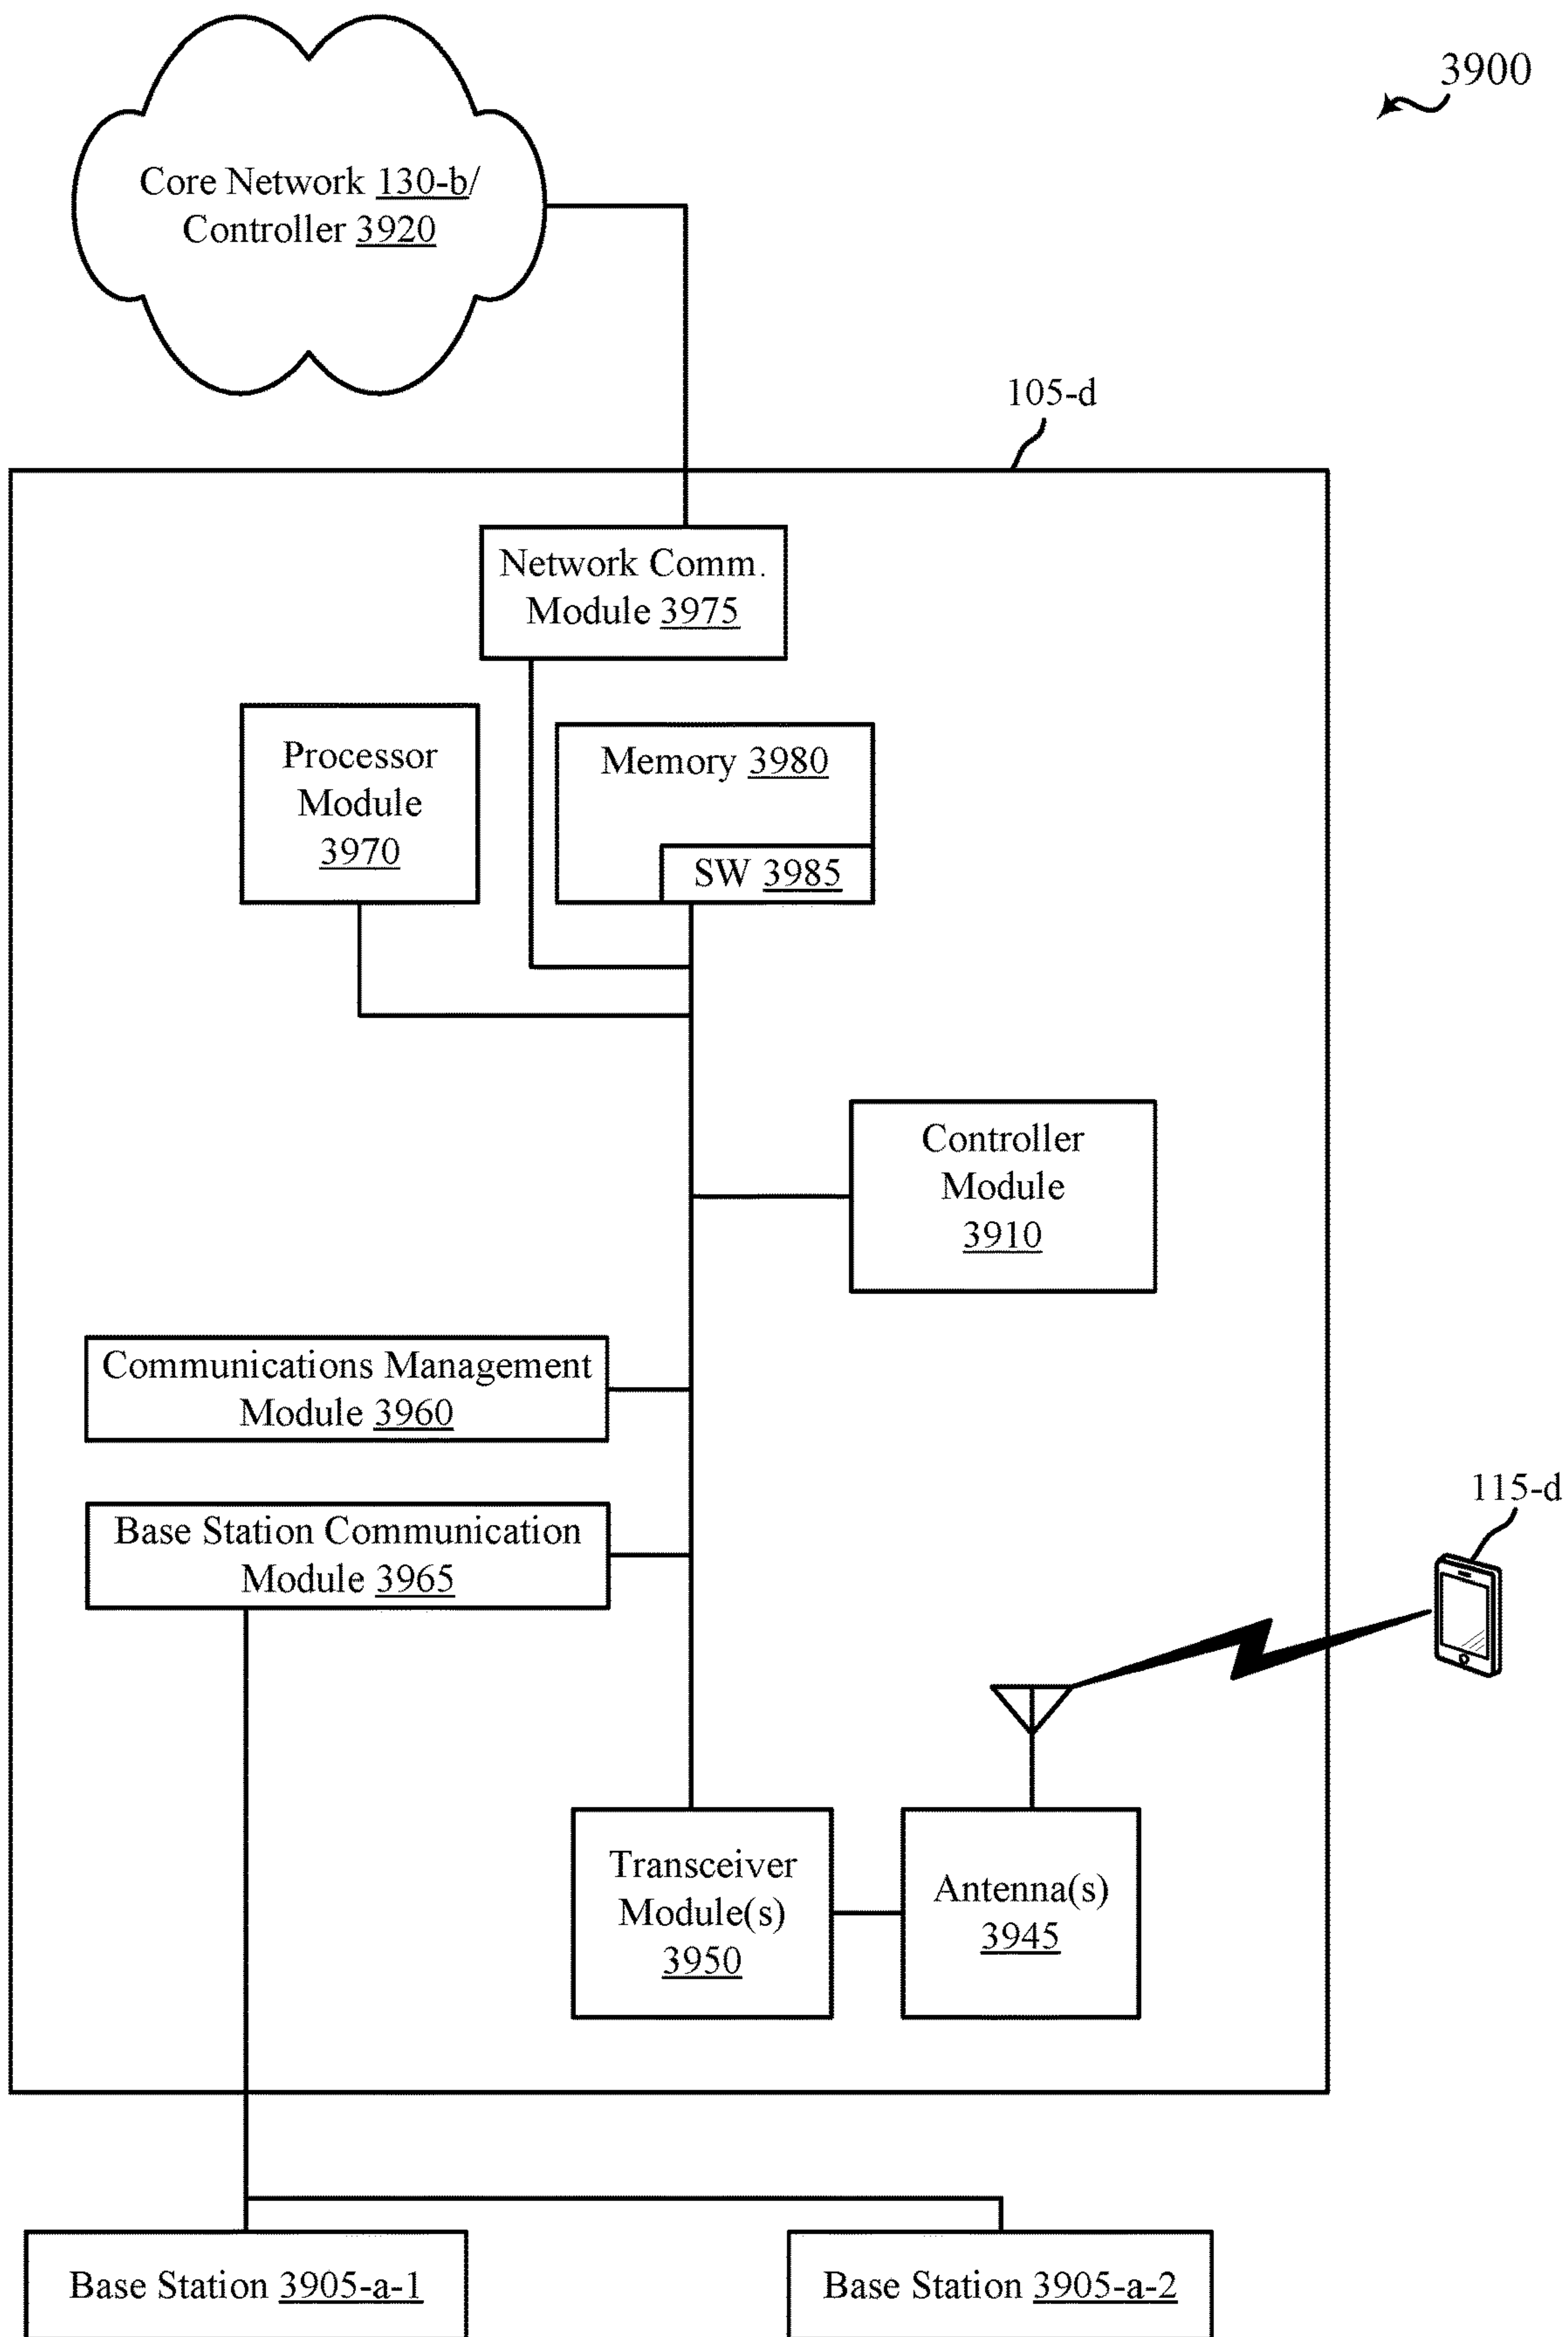 3900
Core Network 130-b/
Controller 3920
105-d
Network Comm.
Module 3975
Processor
Module
3970
Memory 3980
SW 3985
Controller
Module
3910
Communications Management
Module 3960
Base Station Communication
Module 3965
115-d
Transceiver
Module(s)
3950
Antenna(s)
3945
Base Station 3905-a-1
Base Station 3905-a-2